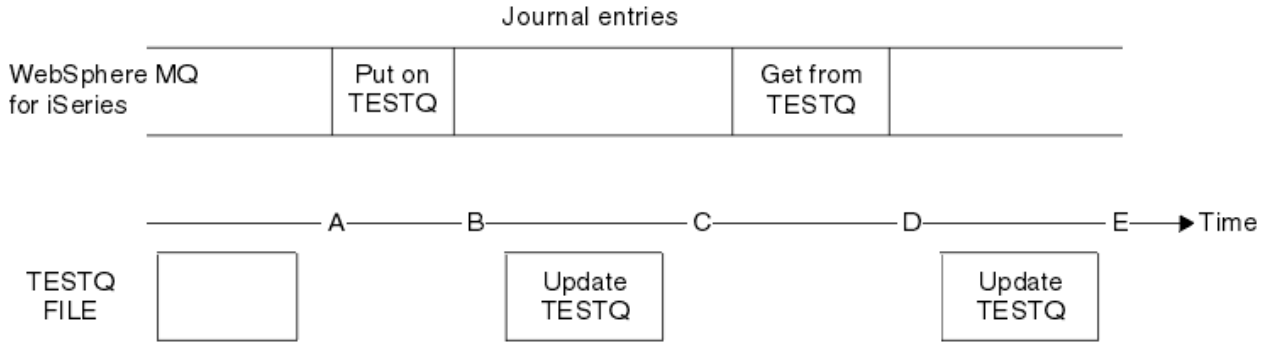 Journal entries
WebSphere MQ
for iSeries
Put on
TESTQ
Get from
TESTQ
A B C D E Time
TESTQ
FILE
Update
TESTQ
Update
TESTQ